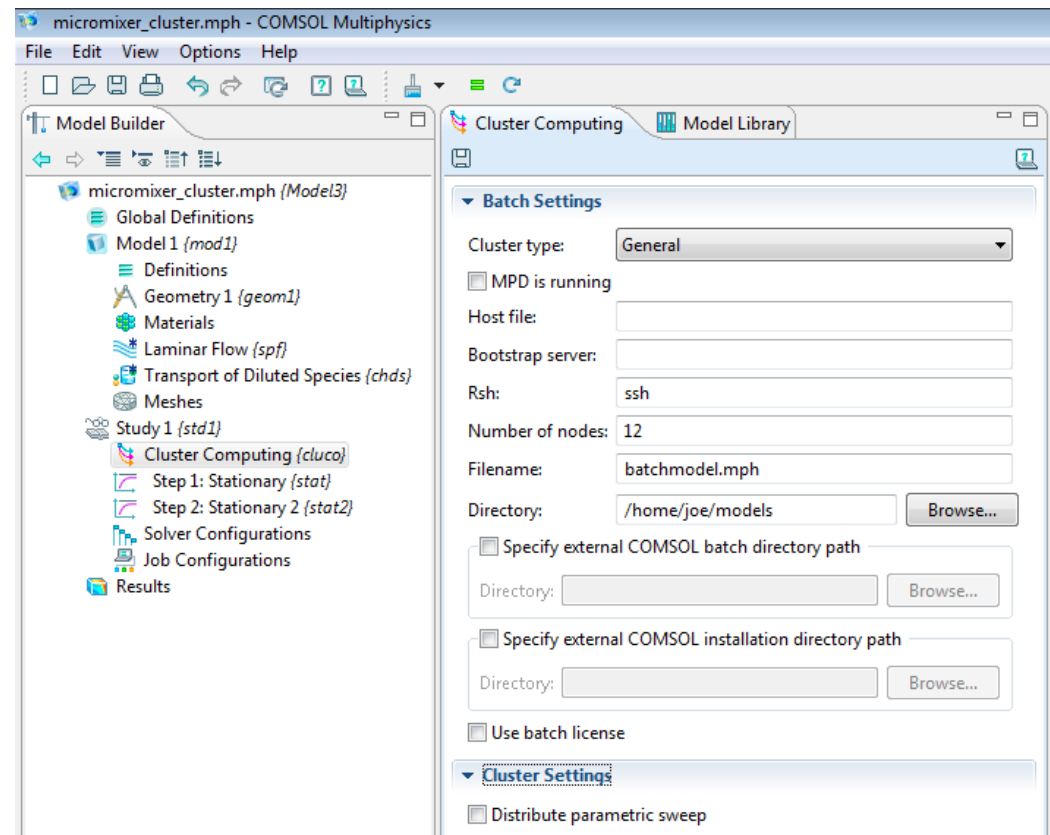 micromixer_cluster.mph - COMSOL Multiphysics
File Edit View Options Help
Model Builder
micromixer_cluster.mph {Model3}
Global Definitions
Model 1 {mod1}
Definitions
Geometry 1 {geom1}
Materials
Laminar Flow {spf}
Transport of Diluted Species {chds}
Meshes
Study 1 {std1}
Cluster Computing {cluco}
Step 1: Stationary {stat}
Step 2: Stationary 2 {stat2}
Solver Configurations
Job Configurations
Results
Cluster Computing Model Library
Batch Settings
Cluster type: General
MPD is running
Host file:
Bootstrap server:
Rsh: ssh
Number of nodes: 12
Filename: batchmodel.mph
Directory: /home/joe/models Browse...
Specify external COMSOL batch directory path
Directory: Browse...
Specify external COMSOL installation directory path
Directory: Browse...
Use batch license
Cluster Settings
Distribute parametric sweep